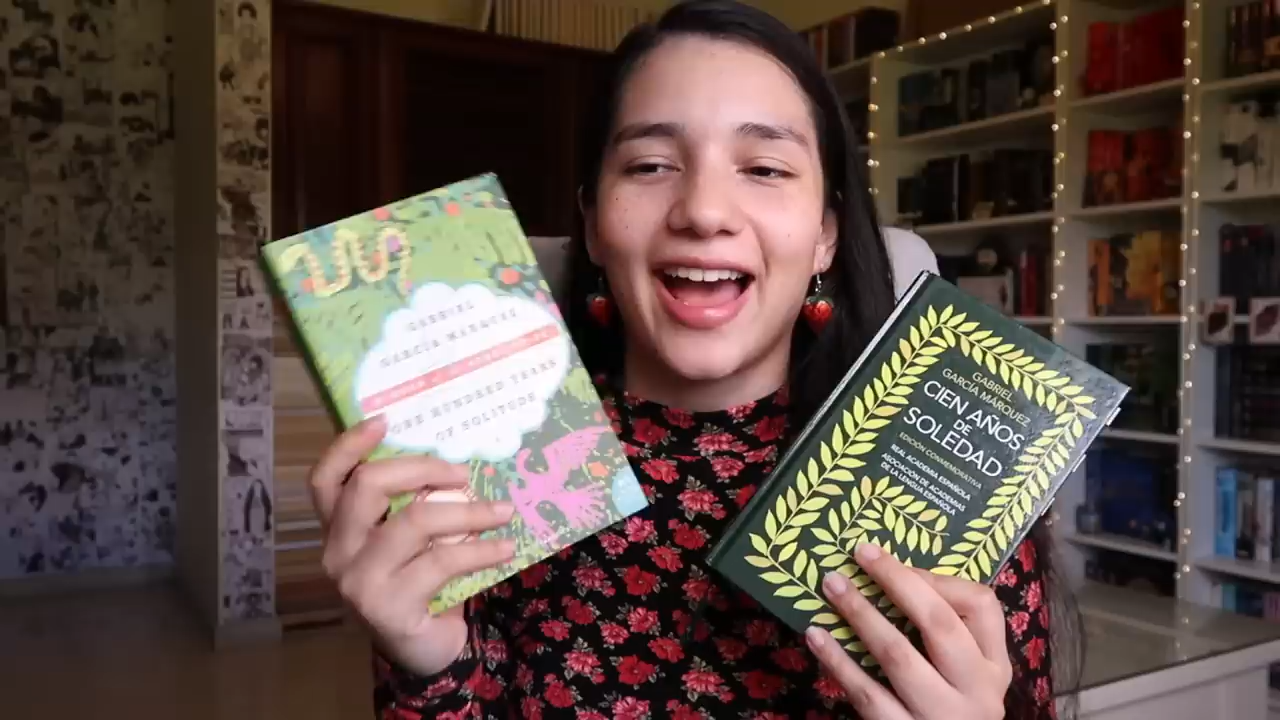 GABRIEL
GARCÍA MÁRQUEZ
ONE HUNDRED YEARS
OF SOLITUDE
GABRIEL
GARCÍA MÁRQUEZ
CIEN AÑOS
DE
SOLEDAD
EDICIÓN CONMEMORATIVA
REAL ACADEMIA ESPAÑOLA
ASOCIACIÓN DE ACADEMIAS
DE LA LENGUA ESPAÑOLA